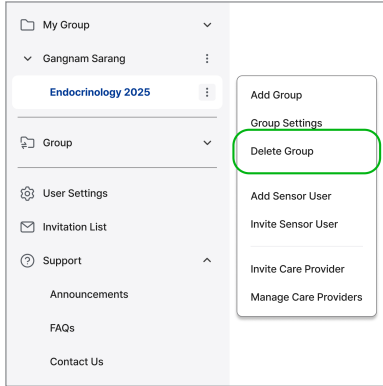 My Group
Gangnam Sarang
Endocrinology 2025
Group
User Settings
Invitation List
Support
Announcements
FAQs
Contact Us
Add Group
Group Settings
Delete Group
Add Sensor User
Invite Sensor User
Invite Care Provider
Manage Care Providers